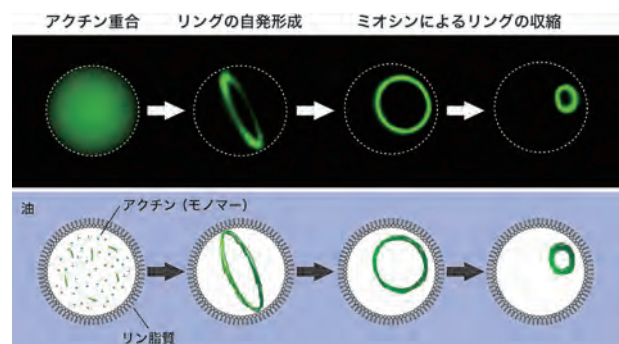 アクチン重合
リングの自発形成
ミオシンによるリングの収縮
油
アクチン（モノマー）
リン脂質